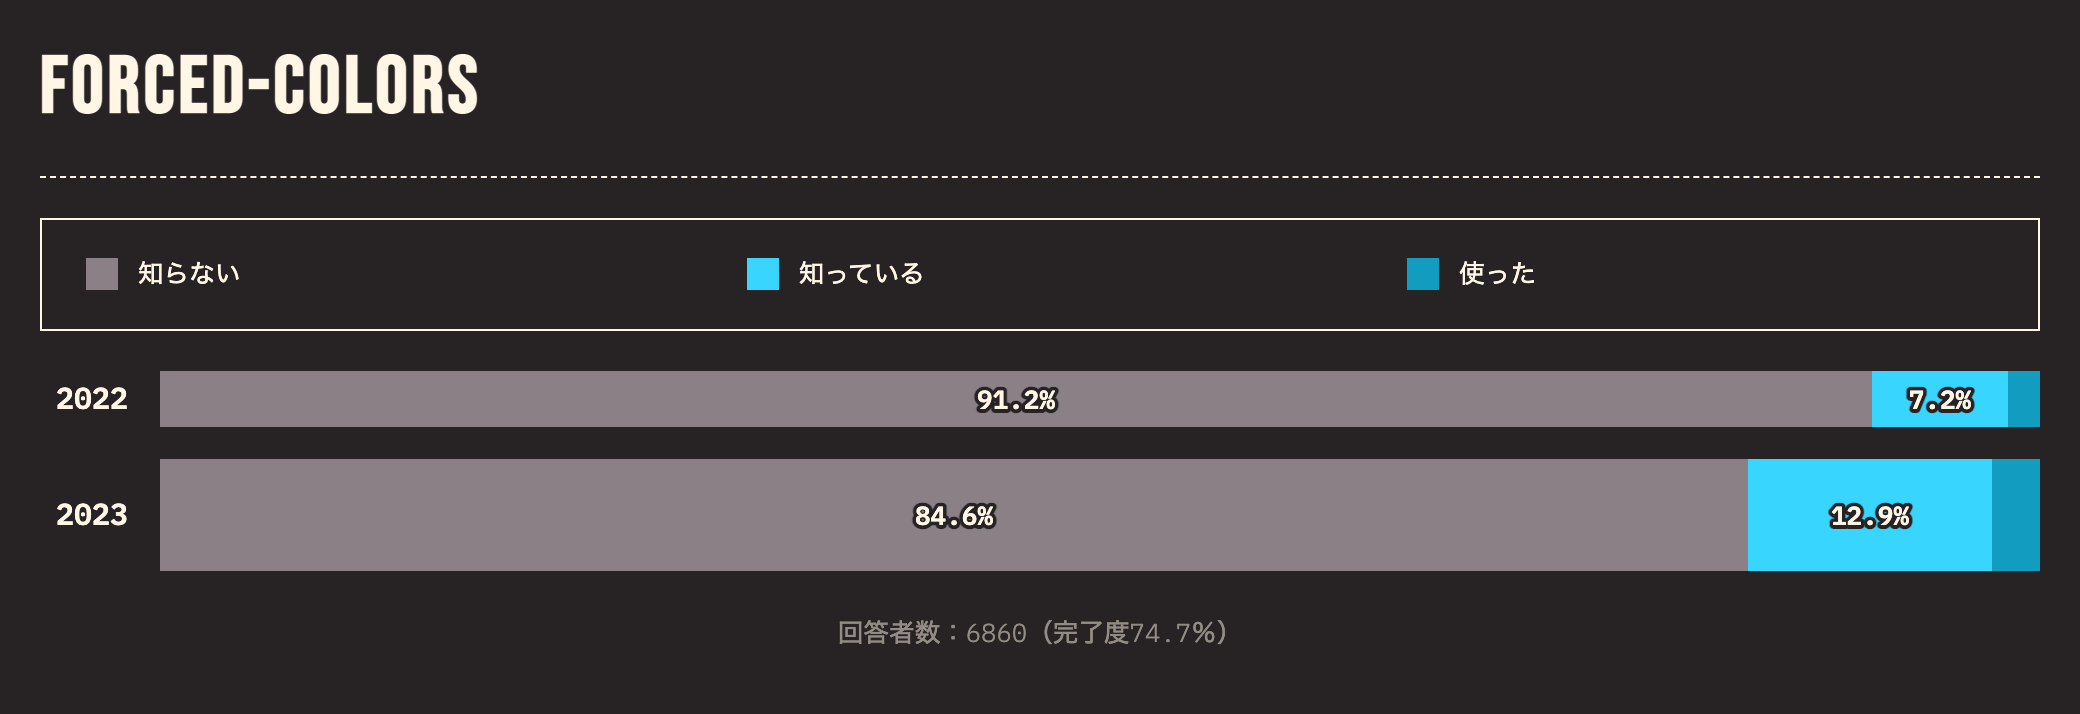 FORCED-COLORS
知らない 知っている 使った
2022 91.2% 7.2%
2023 84.6% 12.9%
回答者数：6860（完了度74.7%）